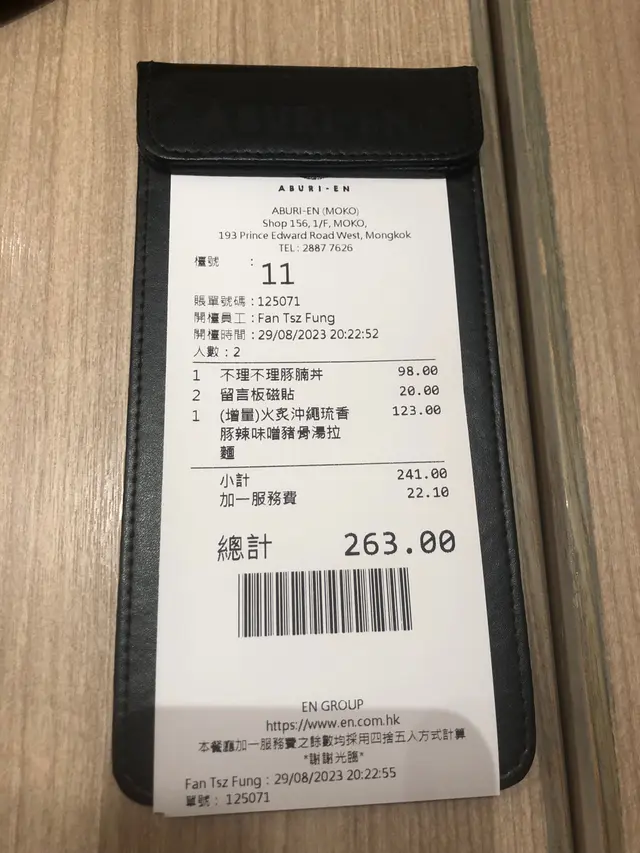 ABURI-EN
ABURI-EN
ABURI-EN (MOKO)
Shop 156, 1/F, MOKO,
193 Prince Edward Road West, Mongkok
TEL : 2887 7626
檯號 : 11
賬單號碼 : 125071
開檯員工 : Fan Tsz Fung
開檯時間 : 29/08/2023 20:22:52
人數 : 2
1 不理不理豚腩丼 98.00
2 留言板磁貼 20.00
1 (增量)火炙沖繩琉香 123.00
豚辣味噌豬骨湯拉
麵
小計 241.00
加一服務費 22.10
總計 263.00
EN GROUP
https://www.en.com.hk
本餐廳加一服務費之餘數均採用四捨五入方式計算
*謝謝光臨*
Fan Tsz Fung : 29/08/2023 20:22:55
單號 : 125071